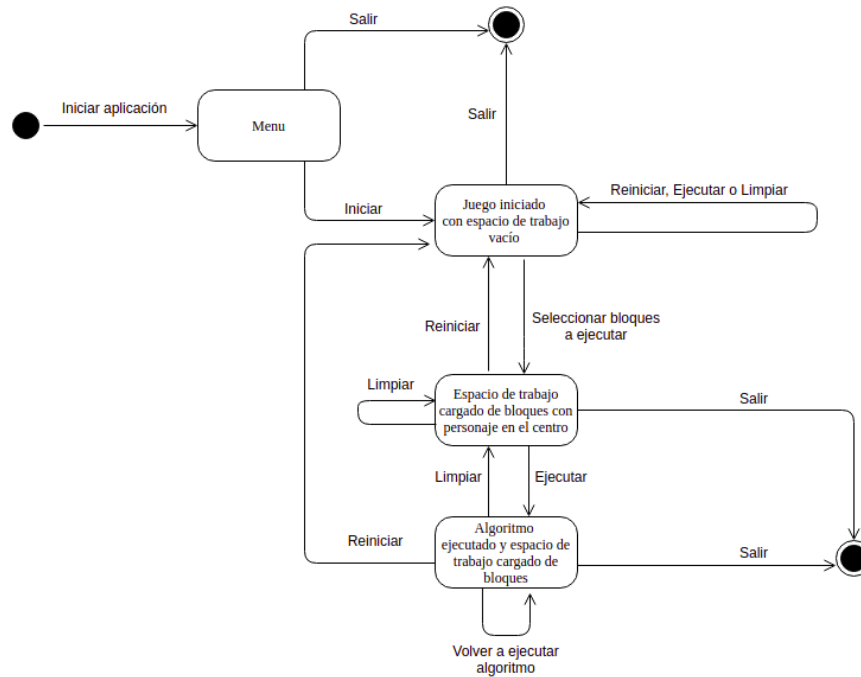 Salir
Iniciar aplicación
Menu
Salir
Iniciar
Juego iniciado
con espacio de trabajo
vacío
Reiniciar, Ejecutar o Limpiar
Reiniciar
Seleccionar bloques
a ejecutar
Limpiar
Espacio de trabajo
cargado de bloques con
personaje en el centro
Salir
Limpiar
Ejecutar
Reiniciar
Algoritmo
ejecutado y espacio de
trabajo cargado de
bloques
Salir
Volver a ejecutar
algoritmo